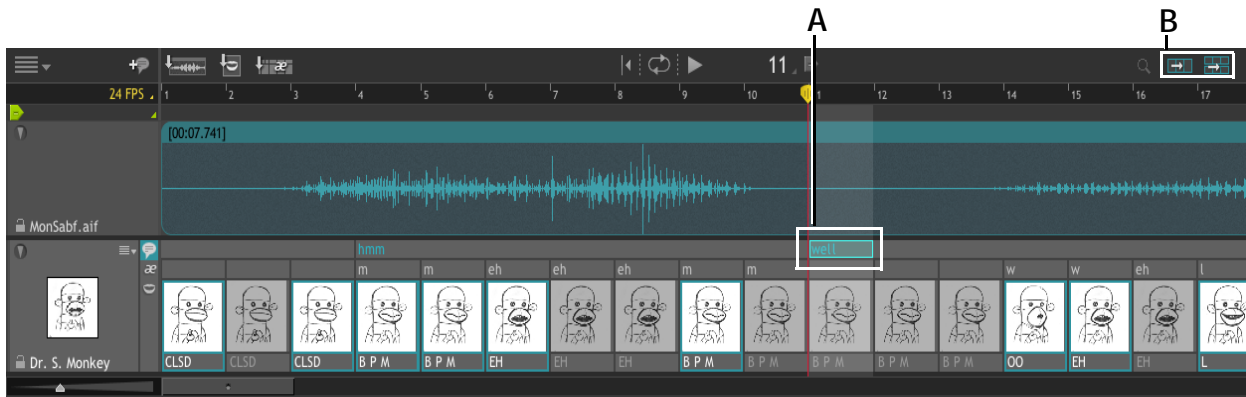 A B
+ æ 11
24 FPS 1 2 3 4 5 6 7 8 9 10 11 12 13 14 15 16 17
[00:07.741]
MonSabf.aif
hmm well
æ m m eh eh eh m m w w eh l
Dr. S. Monkey CLSD CLSD CLSD B P M B P M EH EH EH B P M B P M B P M B P M B P M OO EH EH L